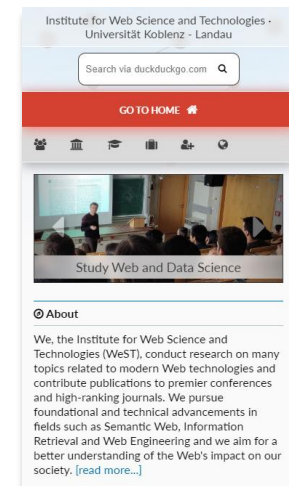 Institute for Web Science and Technologies ·
Universität Koblenz - Landau
Search via duckduckgo.com
GO TO HOME
Study Web and Data Science
About
We, the Institute for Web Science and
Technologies (WeST), conduct research on many
topics related to modern Web technologies and
contribute publications to premier conferences
and high-ranking journals. We pursue
foundational and technical advancements in
fields such as Semantic Web, Information
Retrieval and Web Engineering and we aim for a
better understanding of the Web's impact on our
society. [read more...]